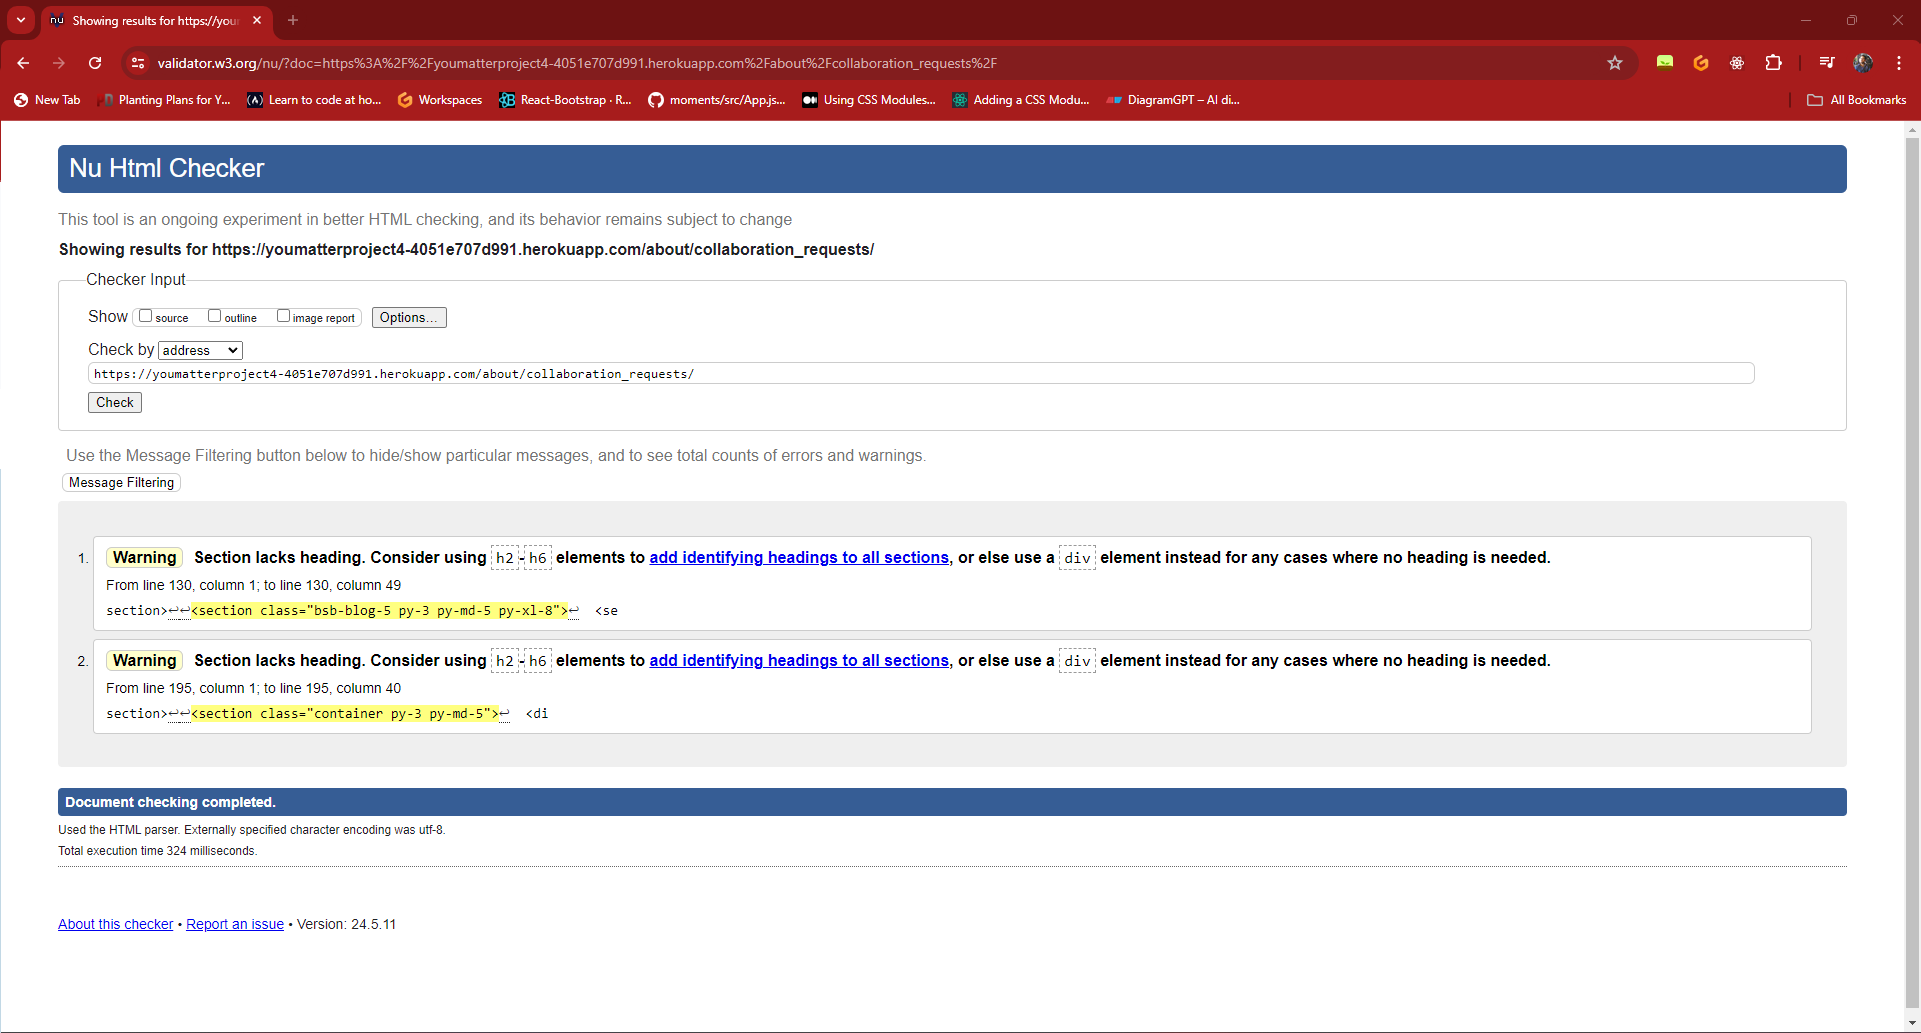 Showing results for https://you
validator.w3.org/nu/?doc=https%3A%2F%2Fyoumatterproject4-4051e707d991.herokuapp.com%2Fabout%2Fcollaboration_requests%2F
New Tab Planting Plans for Y... Learn to code at ho... Workspaces React-Bootstrap · R... moments/src/App.js... Using CSS Modules... Adding a CSS Modu... DiagramGPT – AI di... All Bookmarks
Nu Html Checker
This tool is an ongoing experiment in better HTML checking, and its behavior remains subject to change
Showing results for https://youmatterproject4-4051e707d991.herokuapp.com/about/collaboration_requests/
Checker Input
Show source outline image report Options...
Check by address
https://youmatterproject4-4051e707d991.herokuapp.com/about/collaboration_requests/
Check
Use the Message Filtering button below to hide/show particular messages, and to see total counts of errors and warnings.
Message Filtering
1. Warning Section lacks heading. Consider using h2-h6 elements to add identifying headings to all sections, or else use a div element instead for any cases where no heading is needed.
From line 130, column 1; to line 130, column 49
section>↩↩<section class="bsb-blog-5 py-3 py-md-5 py-xl-8">↩ <se
2. Warning Section lacks heading. Consider using h2-h6 elements to add identifying headings to all sections, or else use a div element instead for any cases where no heading is needed.
From line 195, column 1; to line 195, column 40
section>↩↩<section class="container py-3 py-md-5">↩ <di
Document checking completed.
Used the HTML parser. Externally specified character encoding was utf-8.
Total execution time 324 milliseconds.
About this checker • Report an issue • Version: 24.5.11